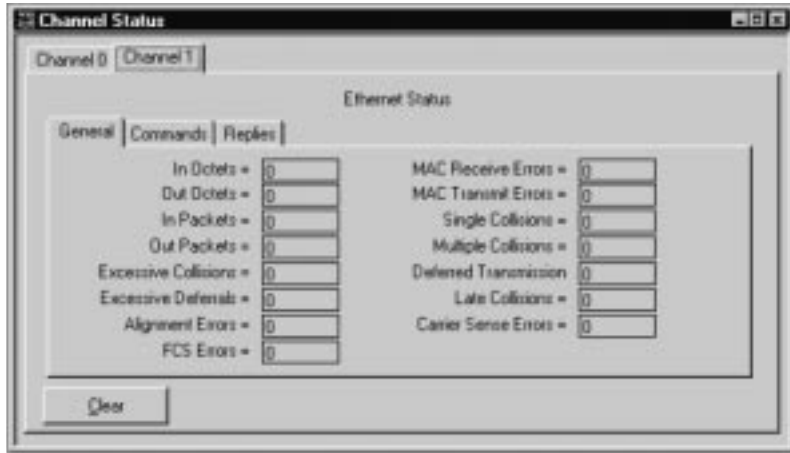 Channel Status
Channel 0 Channel 1
Ethernet Status
General Commands Replies
In Octets = 0
Out Octets = 0
In Packets = 0
Out Packets = 0
Excessive Collisions = 0
Excessive Deferrals = 0
Alignment Errors = 0
FCS Errors = 0
MAC Receive Errors = 0
MAC Transmit Errors = 0
Single Collisions = 0
Multiple Collisions = 0
Deferred Transmission 0
Late Collisions = 0
Carrier Sense Errors = 0
Clear